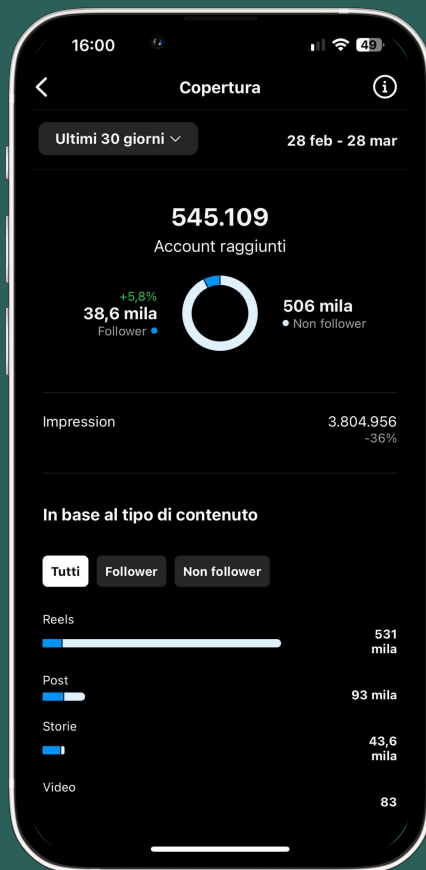 16:00
49
Copertura
Ultimi 30 giorni
28 feb - 28 mar
545.109
Account raggiunti
+5,8%
38,6 mila
Follower
506 mila
Non follower
Impression
3.804.956
-36%
In base al tipo di contenuto
Tutti
Follower
Non follower
Reels
531
mila
Post
93 mila
Storie
43,6
mila
Video
83